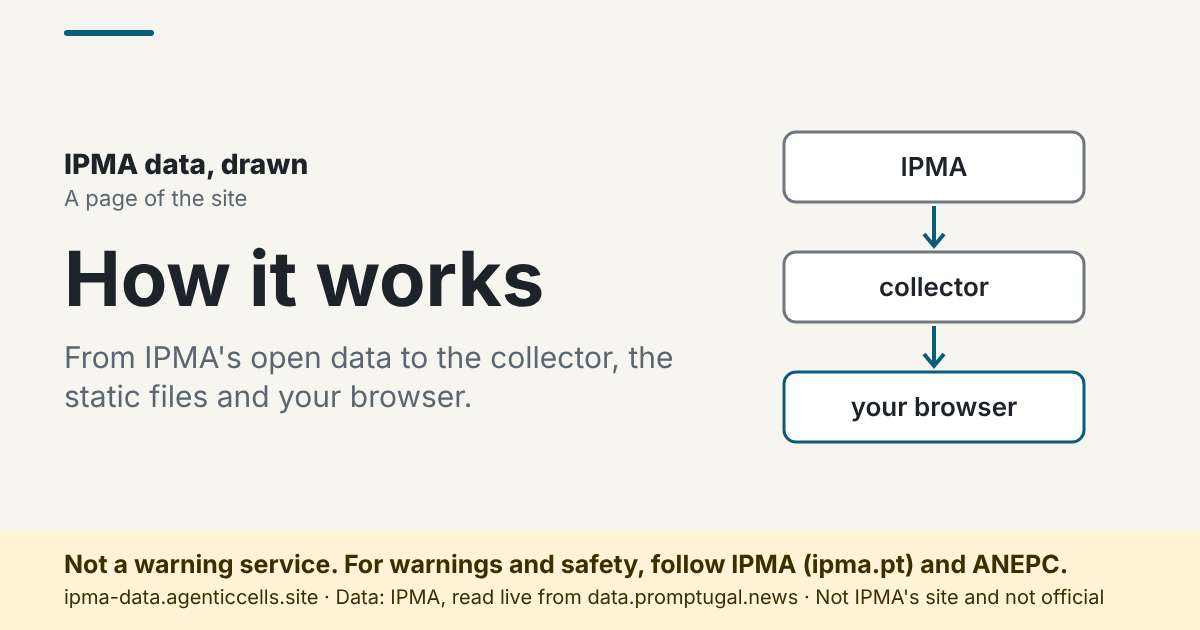 IPMA data, drawn
A page of the site
How it works
From IPMA's open data to the collector, the
static files and your browser.
IPMA
collector
your browser
Not a warning service. For warnings and safety, follow IPMA (ipma.pt) and ANEPC.
ipma-data.agenticcells.site · Data: IPMA, read live from data.promptugal.news · Not IPMA's site and not official